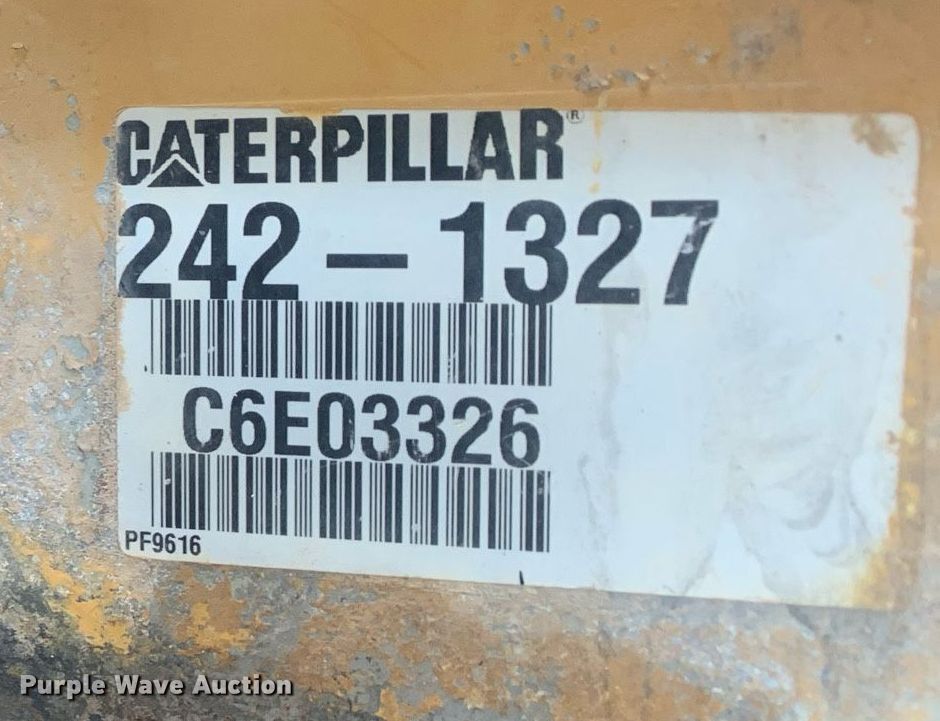 CATERPILLAR®
242-1327
C6E03326
PF9616
Purple Wave Auction